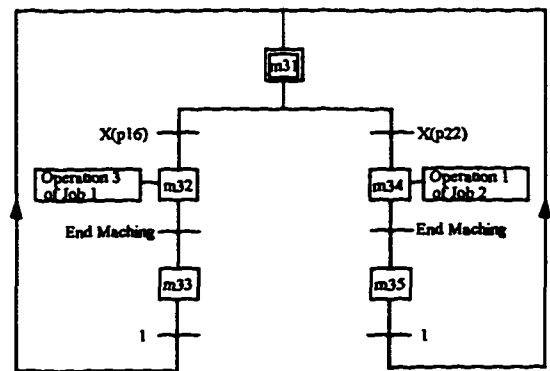 m31
X(p16)
X(p22)
Operation 3
of Job 1
m32
m34
Operation 1
of Job 2
End Maching
End Maching
m33
m35
1
1